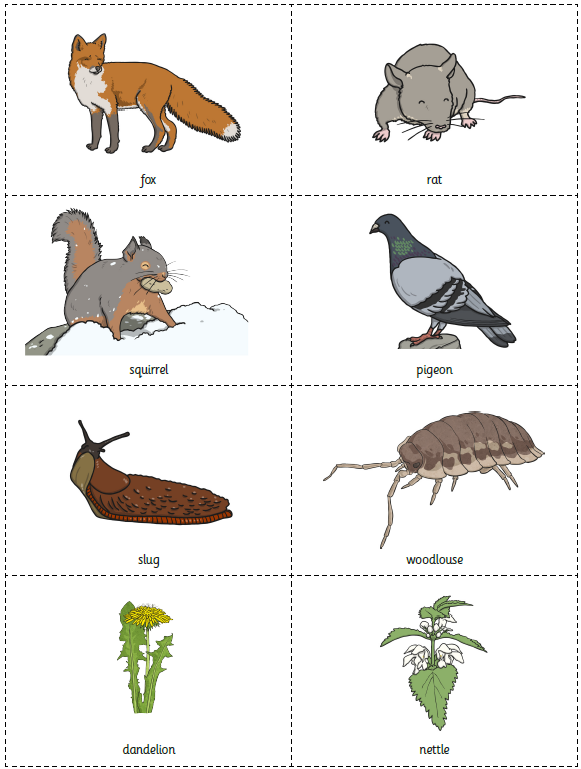 fox
rat
squirrel
pigeon
slug
woodlouse
dandelion
nettle